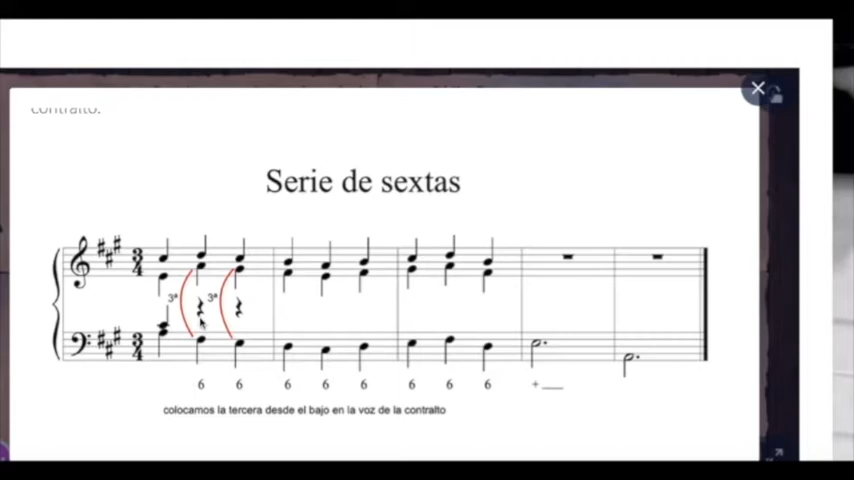 contralto.
Serie de sextas
3ª 3ª
6 6 6 6 6 6 6 6 +
colocamos la tercera desde el bajo en la voz de la contralto